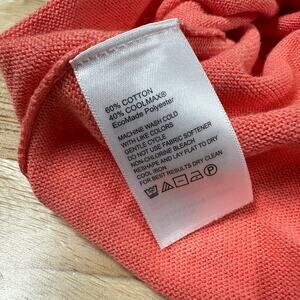 60% COTTON
40% COOLMAX®
EcoMade Polyester
MACHINE WASH COLD
WITH LIKE COLORS
GENTLE CYCLE
DO NOT USE FABRIC SOFTENER
NON-CHLORINE BLEACH
RESHAPE AND LAY FLAT TO DRY
COOL IRON
FOR BEST RESULTS DRY CLEAN
P